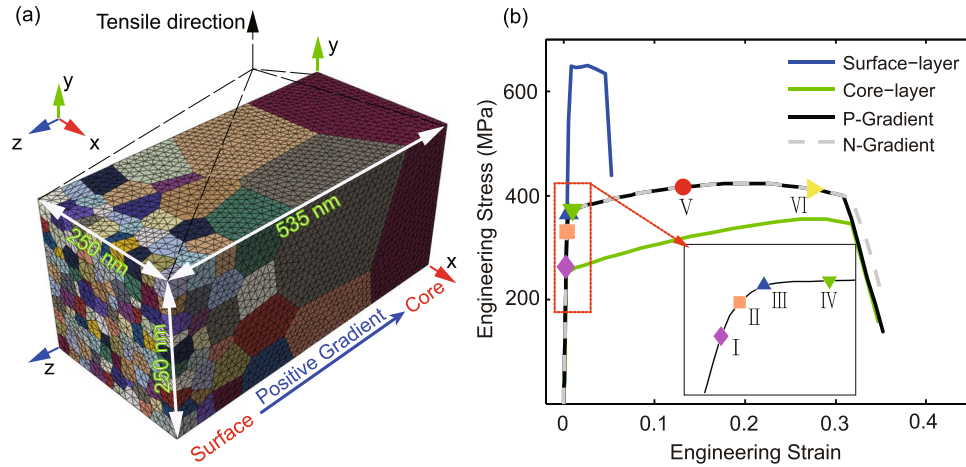 (a)
Tensile direction
y
y
z
x
250 nm
535 nm
250 nm
x
Core
z
Positive Gradient
Surface
(b)
Surface−layer
Core−layer
P-Gradient
N-Gradient
600
400
200
0
Engineering Stress (MPa)
V
VI
I
II
III
IV
0
0.1
0.2
0.3
0.4
Engineering Strain